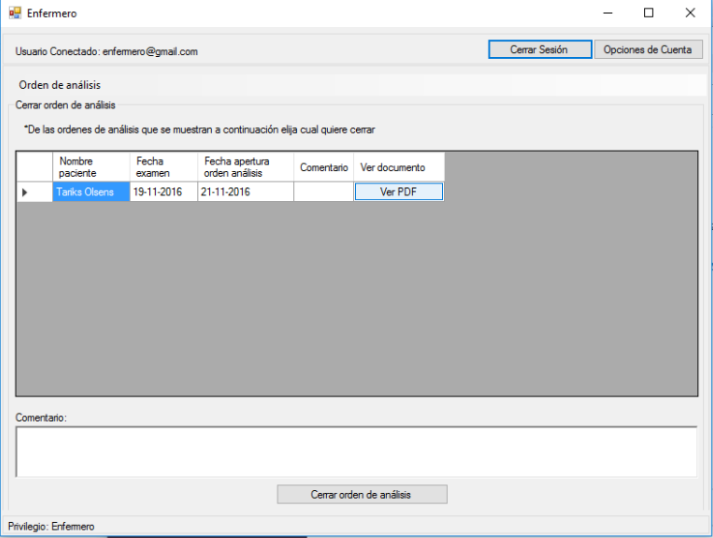 Enfermero
Usuario Conectado: enfermero@gmail.com
Cerrar Sesión
Opciones de Cuenta
Orden de análisis
Cerrar orden de análisis
*De las ordenes de análisis que se muestran a continuación elija cual quiere cerrar
Nombre paciente
Fecha examen
Fecha apertura orden análisis
Comentario
Ver documento
Tariks Olsens
19-11-2016
21-11-2016
Ver PDF
Comentario:
Cerrar orden de análisis
Privilegio: Enfermero